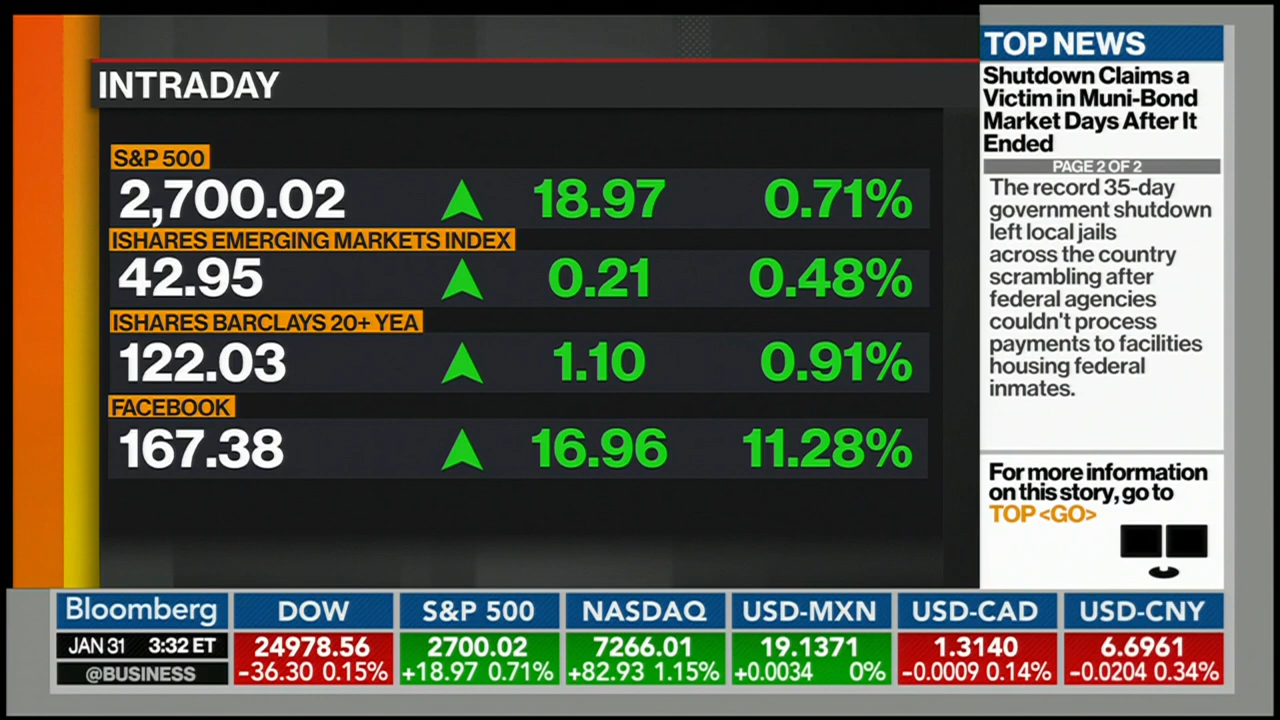 INTRADAY
S&P 500
2,700.02 ▲ 18.97 0.71%
ISHARES EMERGING MARKETS INDEX
42.95 ▲ 0.21 0.48%
ISHARES BARCLAYS 20+ YEA
122.03 ▲ 1.10 0.91%
FACEBOOK
167.38 ▲ 16.96 11.28%
TOP NEWS
Shutdown Claims a
Victim in Muni-Bond
Market Days After It
Ended
PAGE 2 OF 2
The record 35-day
government shutdown
left local jails
across the country
scrambling after
federal agencies
couldn't process
payments to facilities
housing federal
inmates.
For more information
on this story, go to
TOP <GO>
Bloomberg DOW S&P 500 NASDAQ USD-MXN USD-CAD USD-CNY
JAN 31 3:32 ET 24978.56 2700.02 7266.01 19.1371 1.3140 6.6961
@BUSINESS -36.30 0.15% +18.97 0.71% +82.93 1.15% +0.0034 0% -0.0009 0.14% -0.0204 0.34%